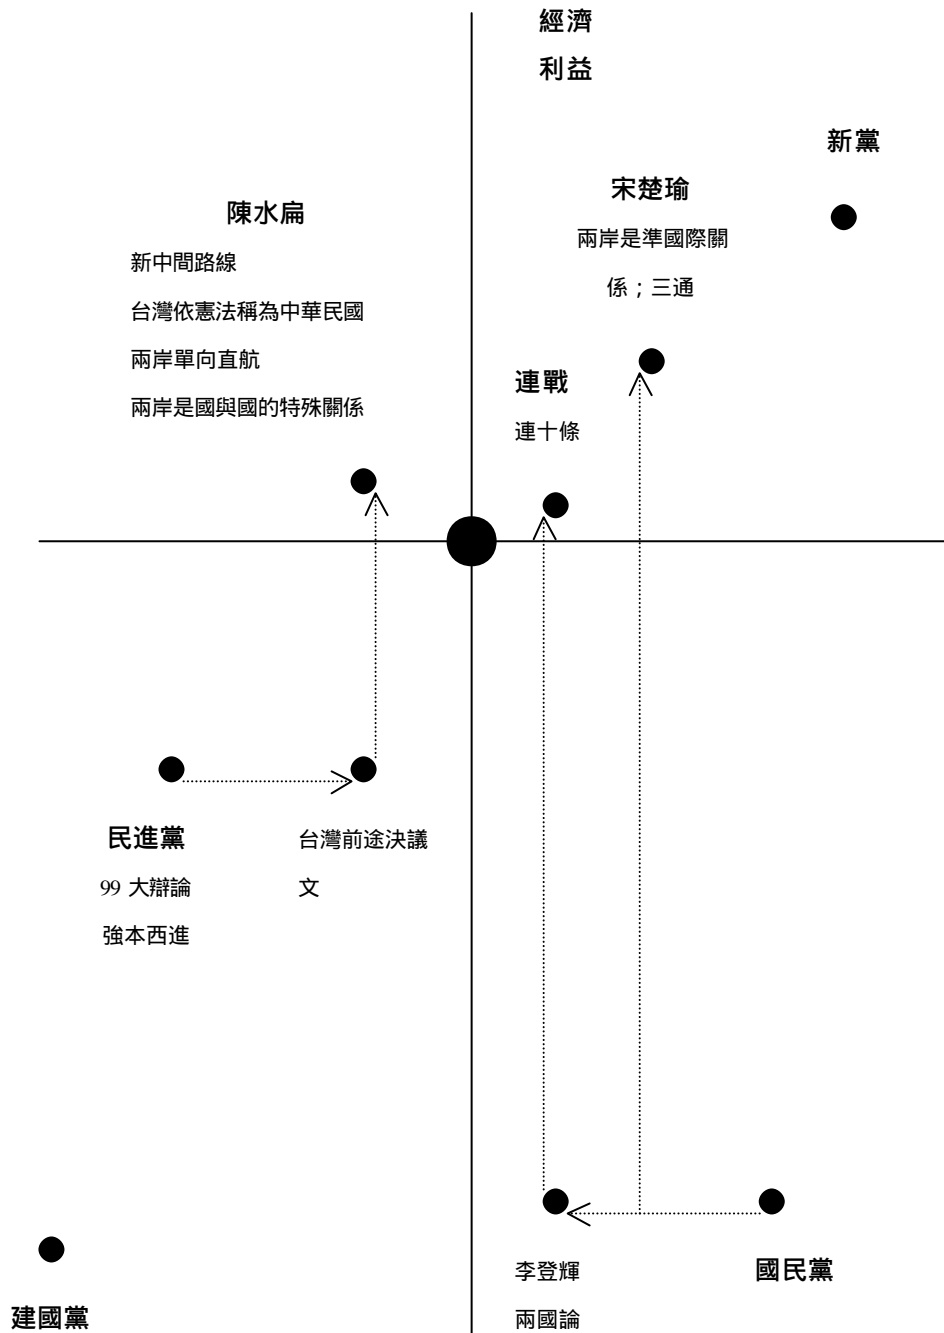 經濟
利益
新黨
宋楚瑜
兩岸是準國際關
係；三通
陳水扁
新中間路線
台灣依憲法稱為中華民國
兩岸單向直航
兩岸是國與國的特殊關係
連戰
連十條
民進黨
99 大辯論
強本西進
台灣前途決議
文
李登輝
兩國論
國民黨
建國黨